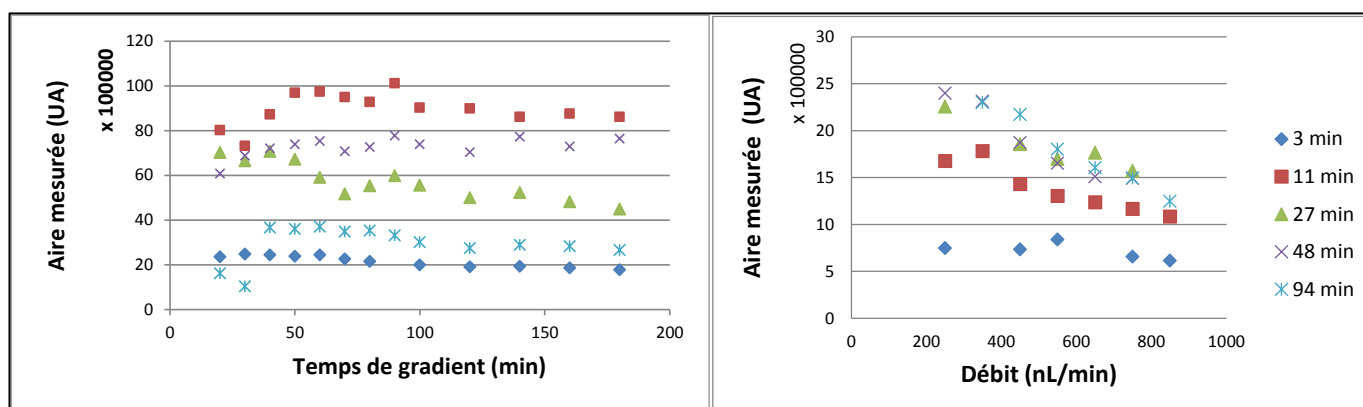 Aire mesurée (UA)
x 100000
120
100
80
60
40
20
0
0 50 100 150 200
Temps de gradient (min)
Aire mesurée (UA)
x 100000
30
25
20
15
10
5
0
0 200 400 600 800 1000
Débit (nL/min)
3 min
11 min
27 min
48 min
94 min